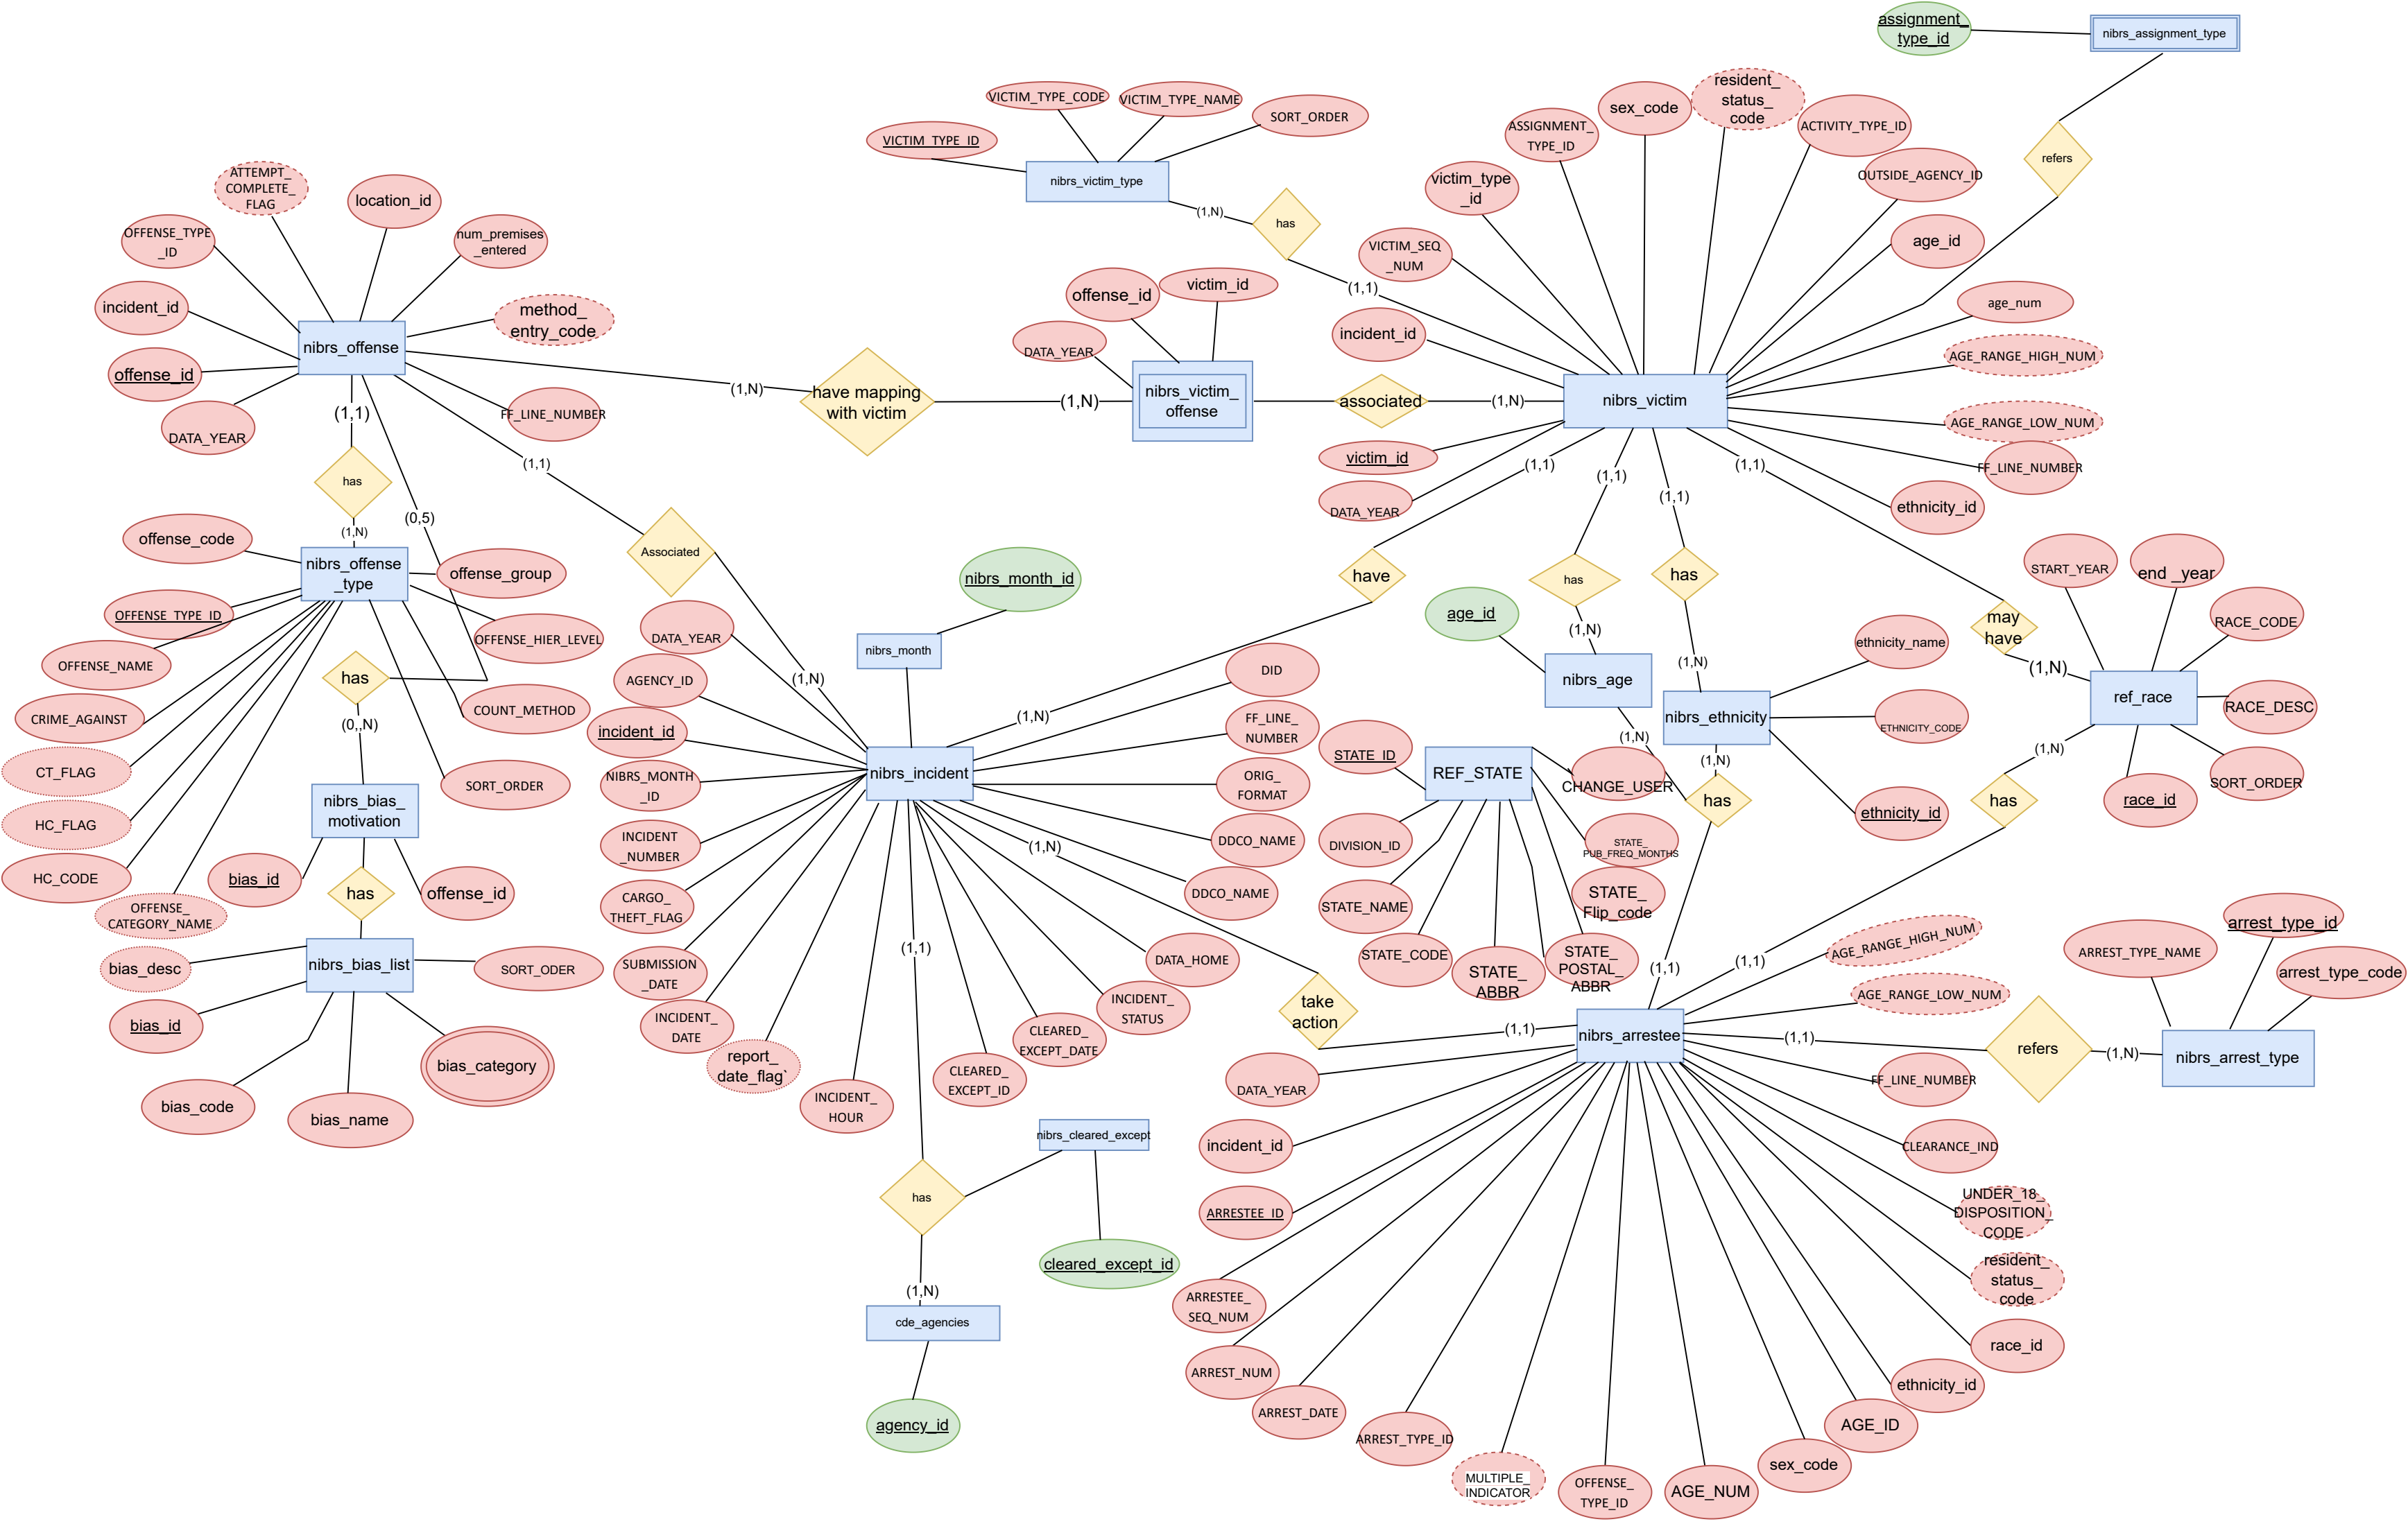 assignment_
type_id
nibrs_assignment_type
VICTIM_TYPE_CODE
VICTIM_TYPE_NAME
SORT_ORDER
VICTIM_TYPE_ID
nibrs_victim_type
(1,N)
has
(1,1)
ASSIGNMENT_
TYPE_ID
sex_code
resident_
status_
code
ACTIVITY_TYPE_ID
OUTSIDE_AGENCY_ID
refers
victim_type
_id
VICTIM_SEQ
_NUM
age_id
age_num
incident_id
AGE_RANGE_HIGH_NUM
AGE_RANGE_LOW_NUM
nibrs_victim
FF_LINE_NUMBER
victim_id
DATA_YEAR
ethnicity_id
ATTEMPT_
COMPLETE_
FLAG
location_id
OFFENSE_TYPE
_ID
num_premises
_entered
incident_id
method_
entry_code
nibrs_offense
offense_id
DATA_YEAR
FF_LINE_NUMBER
(1,N)
have mapping
with victim
(1,N)
offense_id
victim_id
DATA_YEAR
nibrs_victim_
offense
associated
(1,N)
(1,1)
has
(1,N)
(0,5)
(1,1)
Associated
(1,N)
offense_code
nibrs_offense
_type
offense_group
OFFENSE_TYPE_ID
OFFENSE_HIER_LEVEL
OFFENSE_NAME
has
CRIME_AGAINST
COUNT_METHOD
(0,,N)
CT_FLAG
SORT_ORDER
HC_FLAG
nibrs_bias_
motivation
HC_CODE
bias_id
has
offense_id
OFFENSE_
CATEGORY_NAME
bias_desc
nibrs_bias_list
SORT_ODER
bias_id
bias_category
bias_code
bias_name
nibrs_month_id
nibrs_month
DATA_YEAR
AGENCY_ID
incident_id
NIBRS_MONTH
_ID
nibrs_incident
INCIDENT
_NUMBER
CARGO_
THEFT_FLAG
SUBMISSION
_DATE
INCIDENT_
DATE
report_
date_flag`
INCIDENT_
HOUR
CLEARED_
EXCEPT_ID
CLEARED_
EXCEPT_DATE
INCIDENT_
STATUS
DATA_HOME
DDCO_NAME
DDCO_NAME
ORIG_
FORMAT
FF_LINE_
NUMBER
DID
(1,N)
have
(1,1)
(1,N)
take
action
(1,1)
(1,1)
has
(1,N)
nibrs_cleared_except
cleared_except_id
cde_agencies
agency_id
(1,1)
has
(1,N)
age_id
nibrs_age
(1,N)
(1,1)
has
(1,N)
nibrs_ethnicity
ethnicity_name
ETHNICITY_CODE
ethnicity_id
(1,N)
has
(1,1)
(1,1)
may
have
(1,N)
START_YEAR
end _year
RACE_CODE
ref_race
RACE_DESC
SORT_ORDER
race_id
(1,N)
has
(1,1)
STATE_ID
REF_STATE
CHANGE_USER
DIVISION_ID
STATE_
PUB_FREQ_MONTHS
STATE_NAME
STATE_
Flip_code
STATE_CODE
STATE_
ABBR
STATE_
POSTAL_
ABBR
AGE_RANGE_HIGH_NUM
AGE_RANGE_LOW_NUM
nibrs_arrestee
(1,1)
refers
(1,N)
ARREST_TYPE_NAME
arrest_type_id
arrest_type_code
nibrs_arrest_type
DATA_YEAR
FF_LINE_NUMBER
incident_id
CLEARANCE_IND
ARRESTEE_ID
UNDER_18_
DISPOSITION_
CODE
ARRESTEE_
SEQ_NUM
resident_
status_
code
ARREST_NUM
race_id
ARREST_DATE
ethnicity_id
ARREST_TYPE_ID
AGE_ID
MULTIPLE_
INDICATOR
OFFENSE_
TYPE_ID
AGE_NUM
sex_code